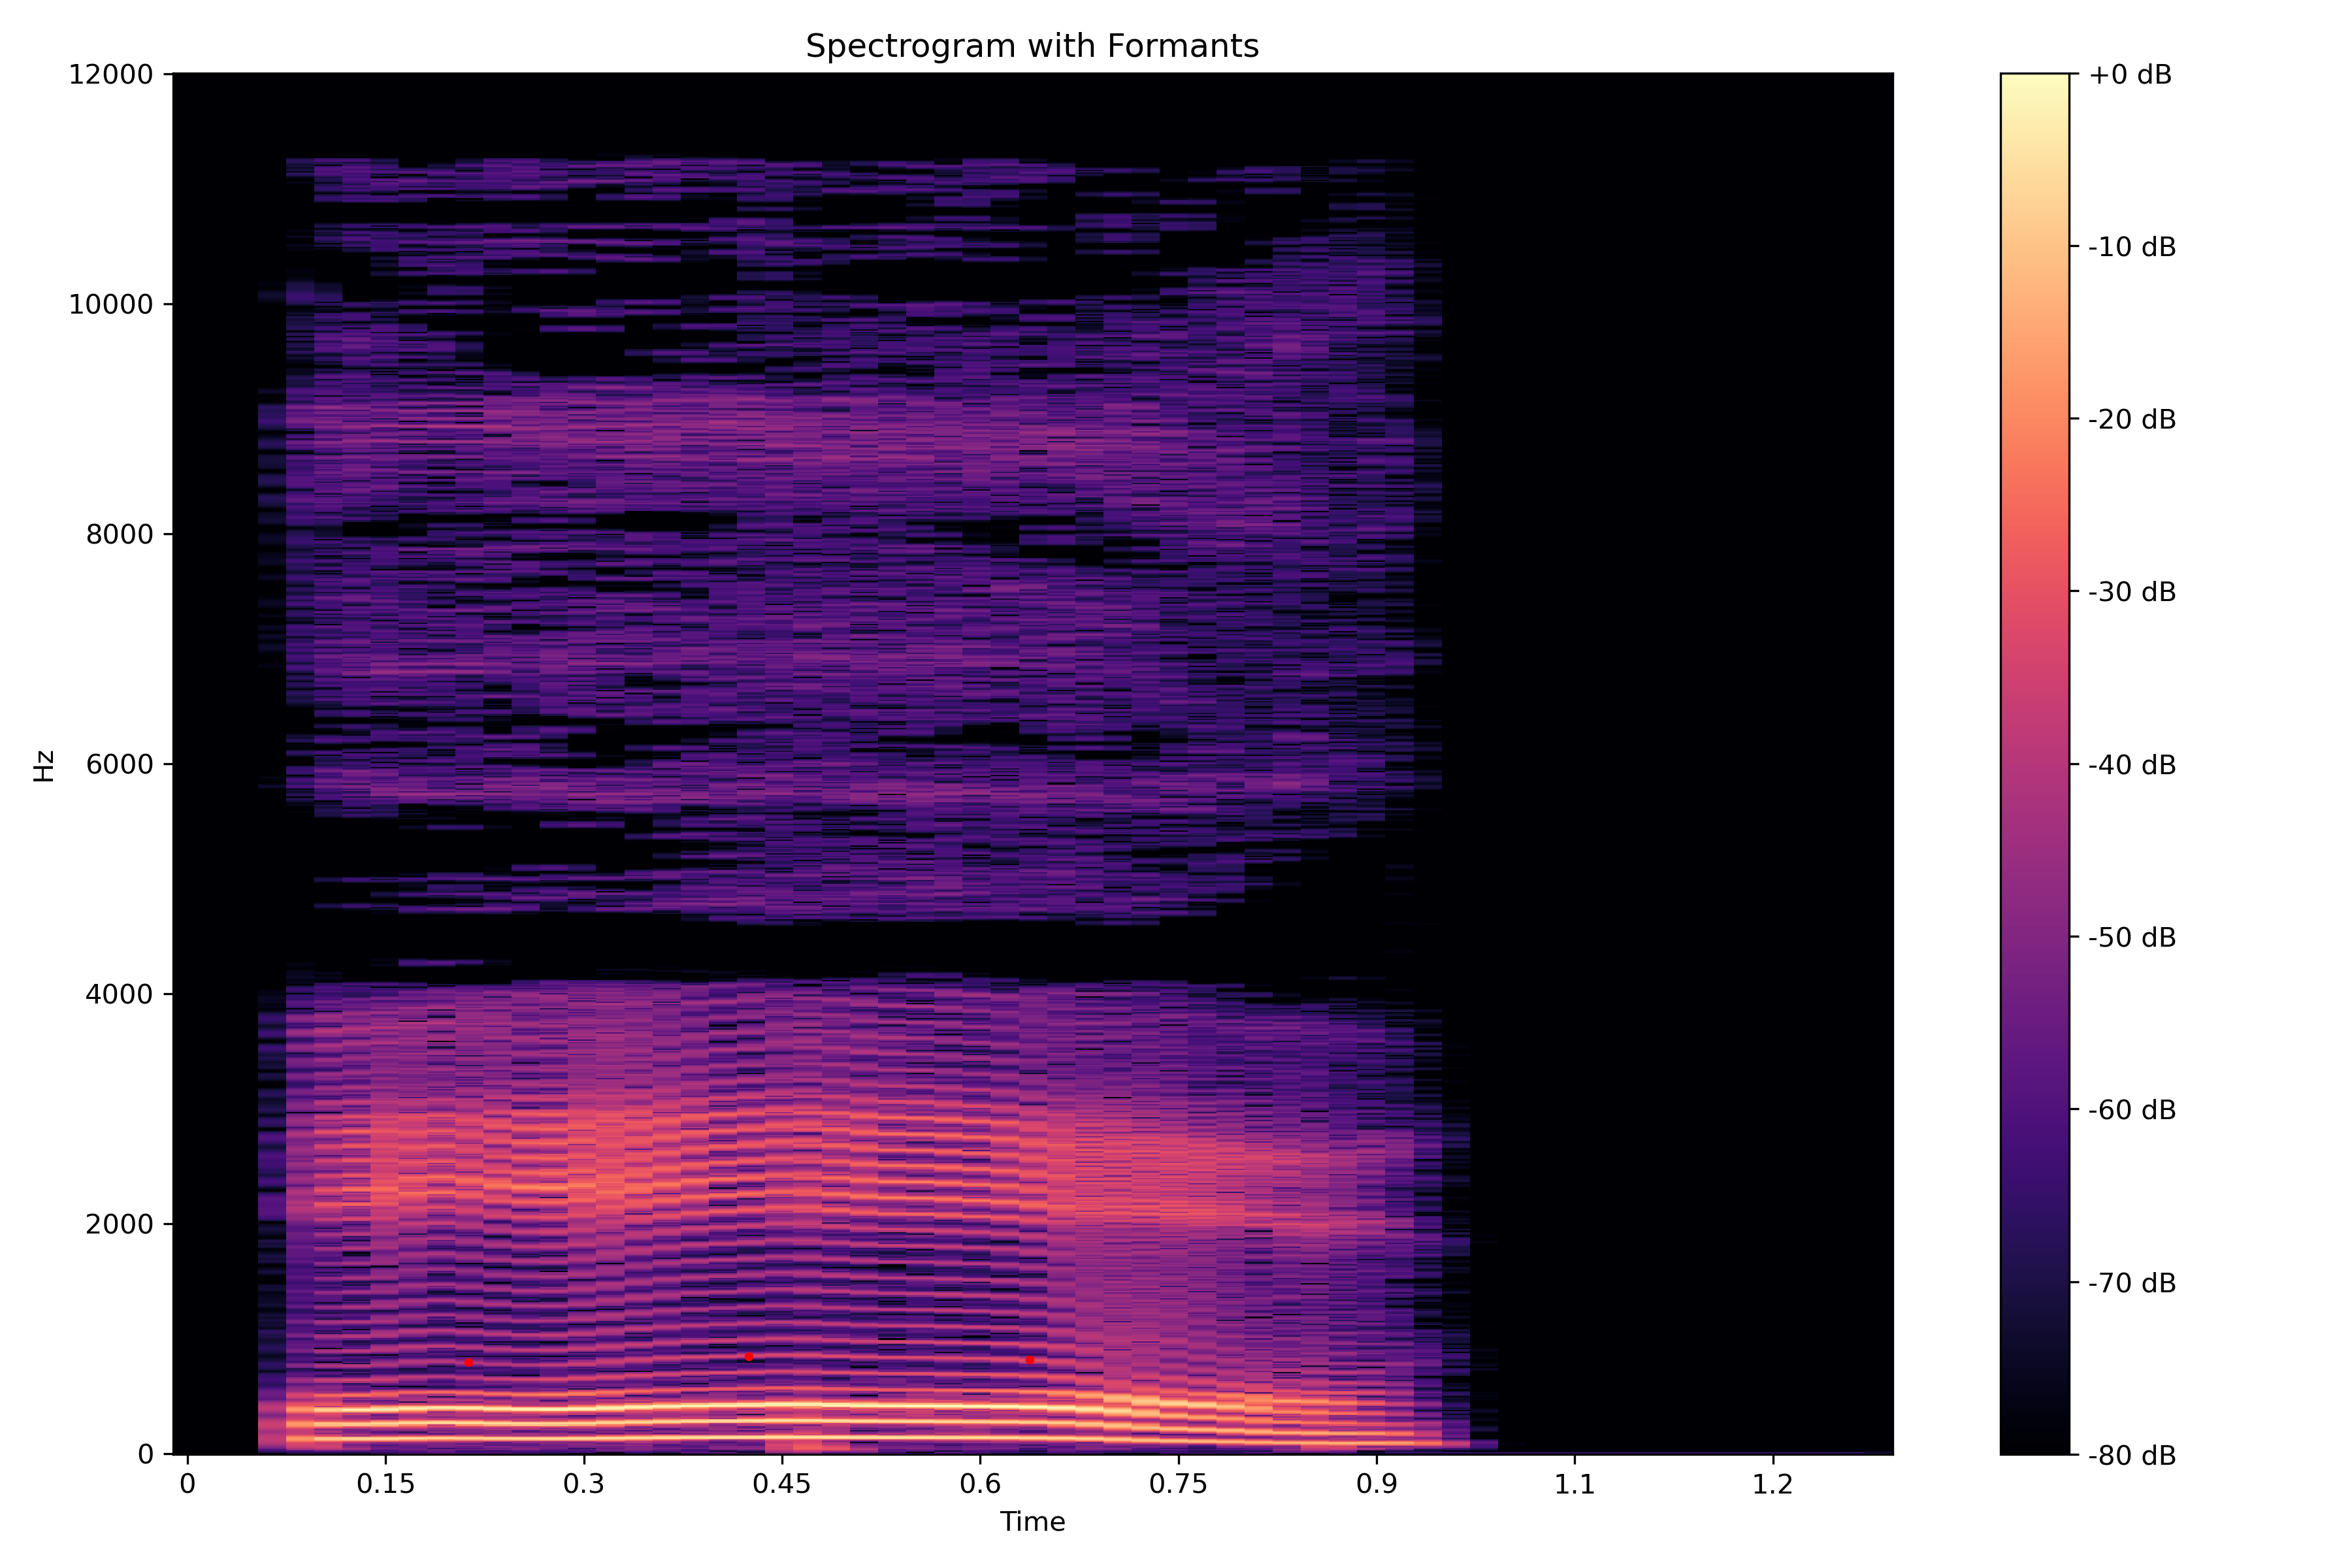 Spectrogram with Formants
12000
10000
8000
6000
4000
2000
0
Hz
0 0.15 0.3 0.45 0.6 0.75 0.9 1.1 1.2
Time
+0 dB
-10 dB
-20 dB
-30 dB
-40 dB
-50 dB
-60 dB
-70 dB
-80 dB